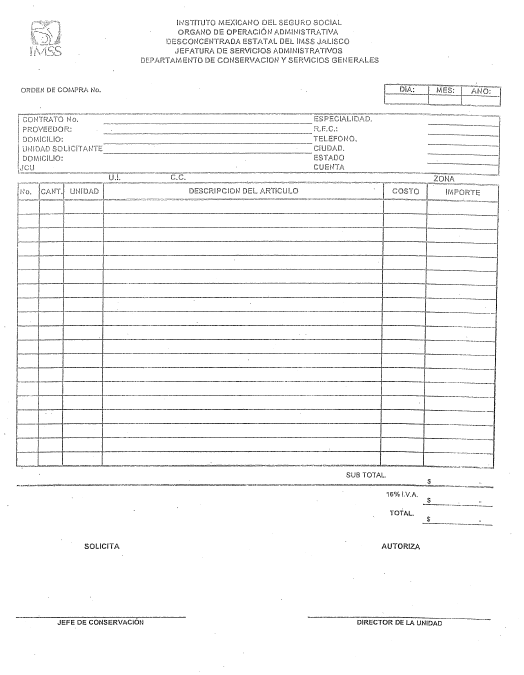 INSTITUTO MEXICANO DEL SEGURO SOCIAL
ORGANO DE OPERACIÓN ADMINISTRATIVA
DESCONCENTRADA ESTATAL DEL IMSS JALISCO
JEFATURA DE SERVICIOS ADMINISTRATIVOS
DEPARTAMENTO DE CONSERVACION Y SERVICIOS GENERALES
IMSS
ORDEN DE COMPRA No.
DIA: MES: AÑO:
CONTRATO No. ESPECIALIDAD.
PROVEEDOR: R.F.C.:
DOMICILIO: TELEFONO.
UNIDAD SOLICITANTE CIUDAD.
DOMICILIO: ESTADO
JCU CUENTA
U.I. C.C. ZONA
No. CANT. UNIDAD DESCRIPCION DEL ARTICULO COSTO IMPORTE
SUB TOTAL. $ -
16% I.V.A. $ -
TOTAL. $ -
SOLICITA AUTORIZA
JEFE DE CONSERVACIÓN DIRECTOR DE LA UNIDAD